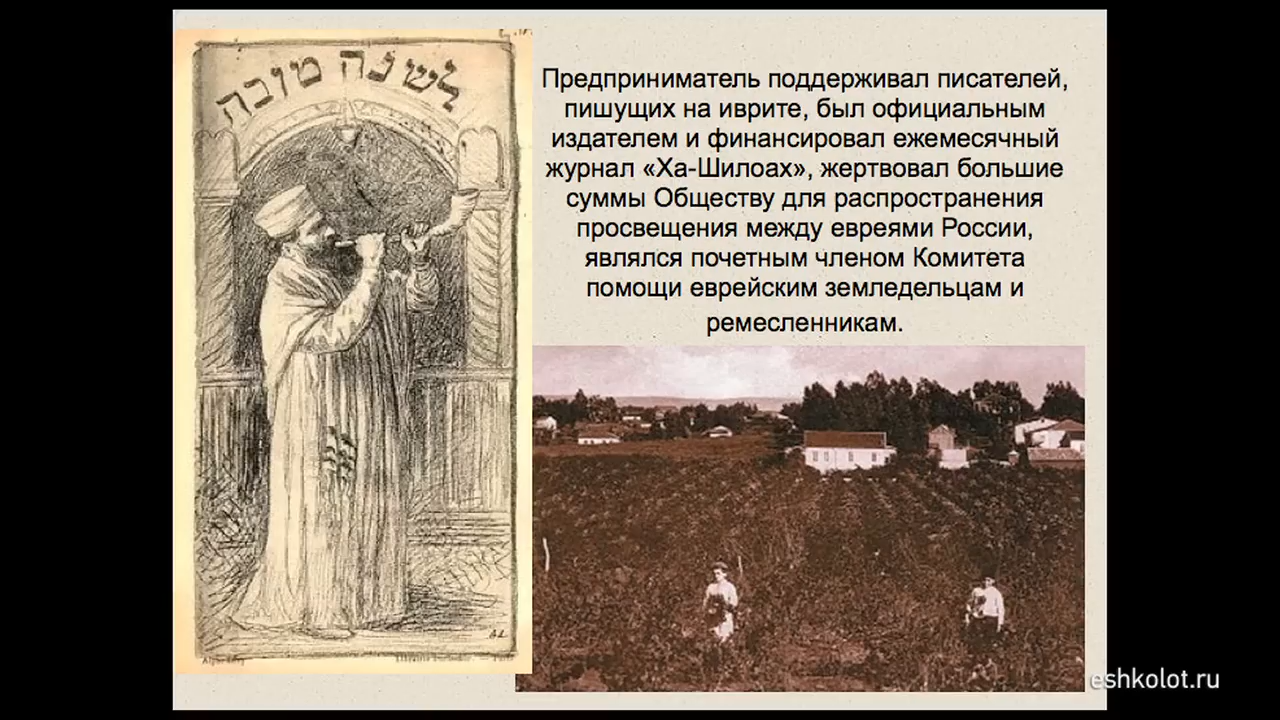 לשנה טובה
Предприниматель поддерживал писателей,
пишущих на иврите, был официальным
издателем и финансировал ежемесячный
журнал «Ха-Шилоах», жертвовал большие
суммы Обществу для распространения
просвещения между евреями России,
являлся почетным членом Комитета
помощи еврейским земледельцам и
ремесленникам.
eshkolot.ru